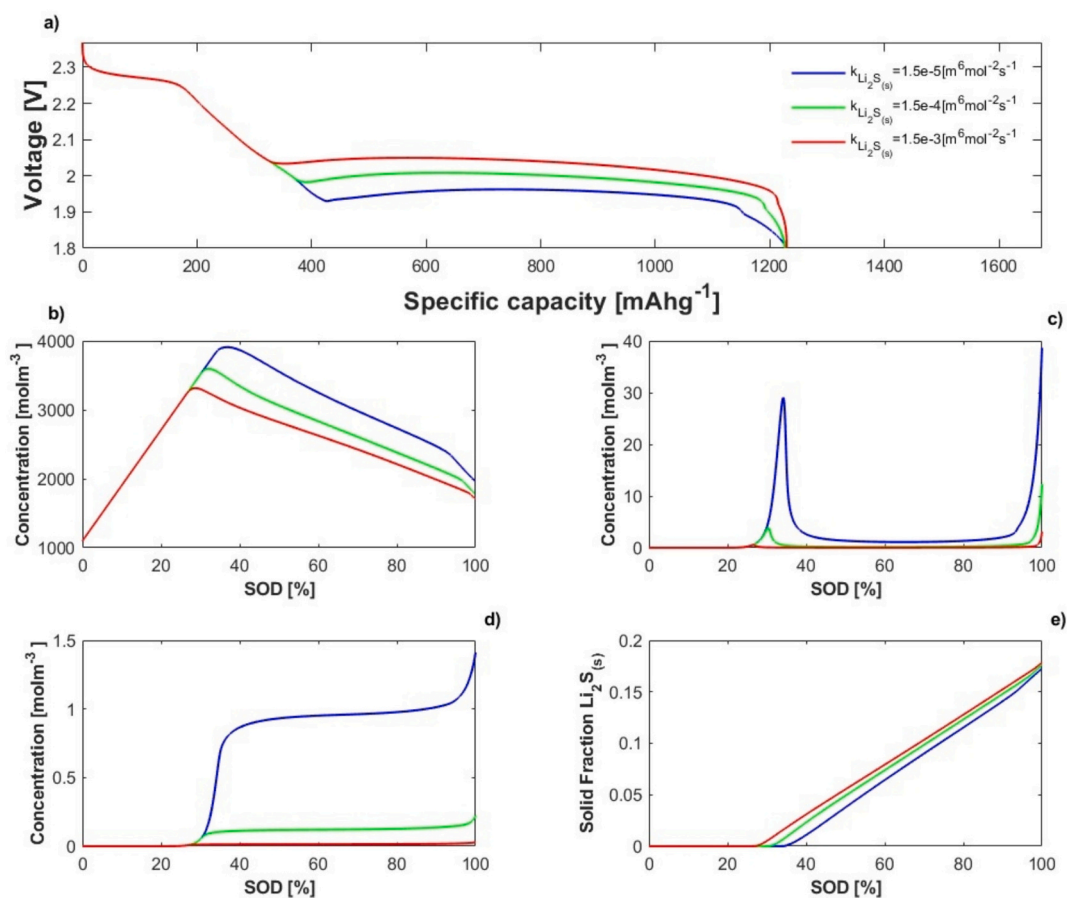 a)
Voltage [V]
2.3
2.2
2.1
2
1.9
1.8
k_Li₂S₍ₛ₎=1.5e-5[m⁶mol⁻²s⁻¹
k_Li₂S₍ₛ₎=1.5e-4[m⁶mol⁻²s⁻¹
k_Li₂S₍ₛ₎=1.5e-3[m⁶mol⁻²s⁻¹
0 200 400 600 800 1000 1200 1400 1600
Specific capacity [mAhg⁻¹]
b)
Concentration [molm⁻³ ]
4000
3000
2000
1000
0 20 40 60 80 100
SOD [%]
c)
Concentration [molm⁻³ ]
40
30
20
10
0
0 20 40 60 80 100
SOD [%]
d)
Concentration [molm⁻³ ]
1.5
1
0.5
0
0 20 40 60 80 100
SOD [%]
e)
Solid Fraction Li₂S₍ₛ₎
0.2
0.15
0.1
0.05
0
0 20 40 60 80 100
SOD [%]